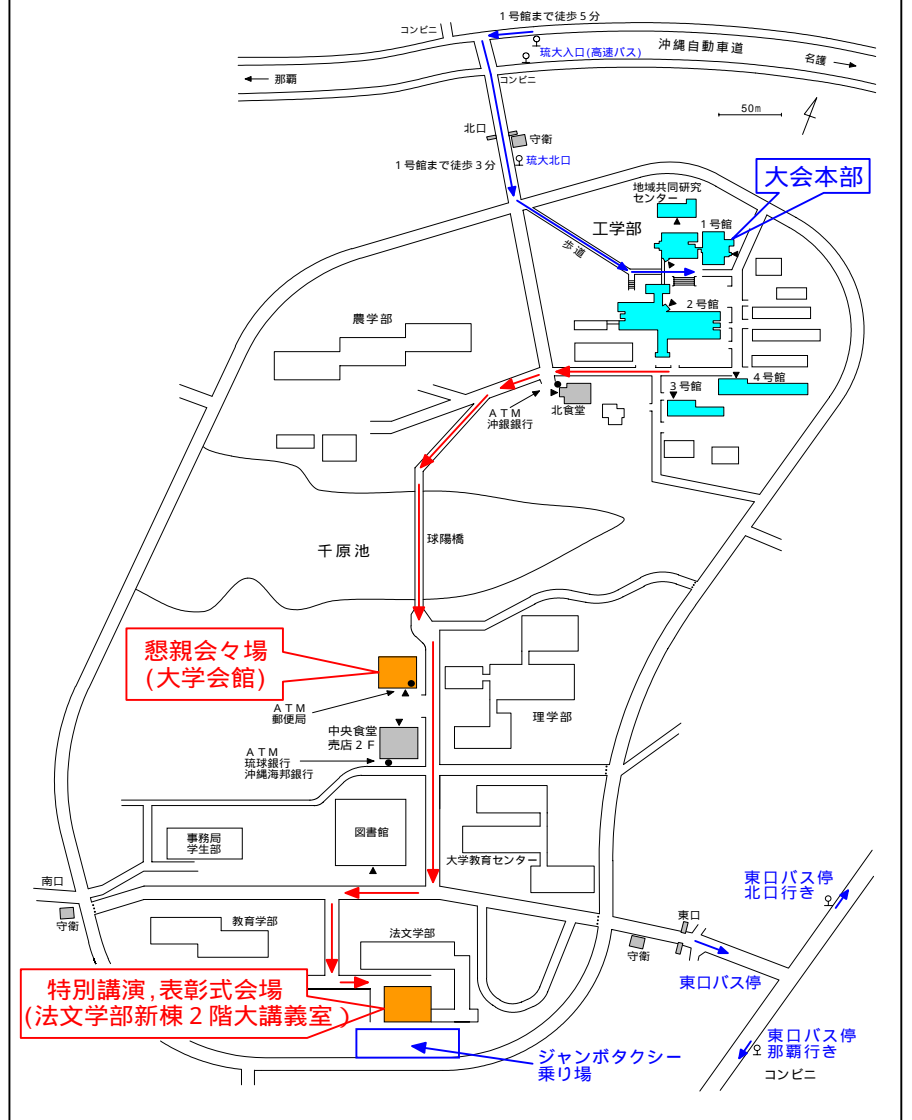 1号館まで徒歩5分
コンビニ
琉大入口(高速バス)
沖縄自動車道
名護
那覇
コンビニ
50m
北口
守衛
1号館まで徒歩3分
琉大北口
大会本部
地域共同研究
センター
1号館
工学部
歩道
2号館
農学部
3号館
4号館
ATM
沖銀銀行
北食堂
千原池
球陽橋
懇親会々場
(大学会館)
ATM
郵便局
理学部
中央食堂
売店2F
ATM
琉球銀行
沖縄海邦銀行
事務局
学生部
図書館
大学教育センター
南口
守衛
教育学部
法文学部
東口
守衛
東口バス停
北口行き
東口バス停
特別講演,表彰式会場
(法文学部新棟2階大講義室)
ジャンボタクシー
乗り場
東口バス停
那覇行き
コンビニ